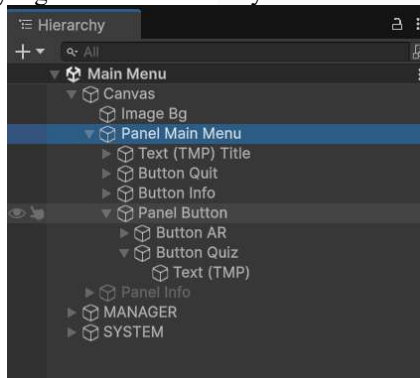 Hierarchy
All
Main Menu
Canvas
Image Bg
Panel Main Menu
Text (TMP) Title
Button Quit
Button Info
Panel Button
Button AR
Button Quiz
Text (TMP)
Panel Info
MANAGER
SYSTEM